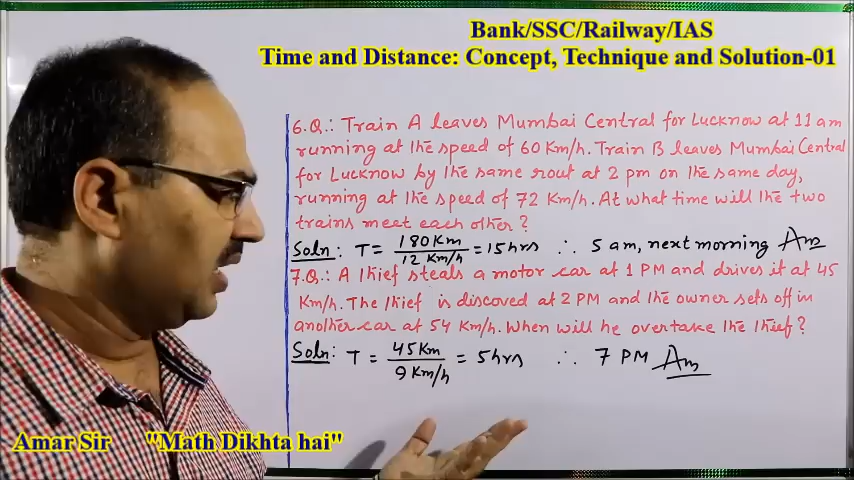 Bank/SSC/Railway/IAS
Time and Distance: Concept, Technique and Solution-01
6.Q.: Train A leaves Mumbai Central for Lucknow at 11 am
running at the speed of 60 Km/h. Train B leaves Mumbai Central
for Lucknow by the same rout at 2 pm on the same day,
running at the speed of 72 Km/h. At what time will the two
trains meet each other?
Soln: T = 180 Km / 12 Km/h = 15 hrs ∴ 5 am, next morning Ans
7.Q.: A thief steals a motor car at 1 PM and drives it at 45
Km/h. The thief is discoved at 2 PM and the owner sets off in
another car at 54 Km/h. When will he overtake the thief?
Soln: T = 45 Km / 9 Km/h = 5 hrs ∴ 7 PM Ans
Amar Sir "Math Dikhta hai"